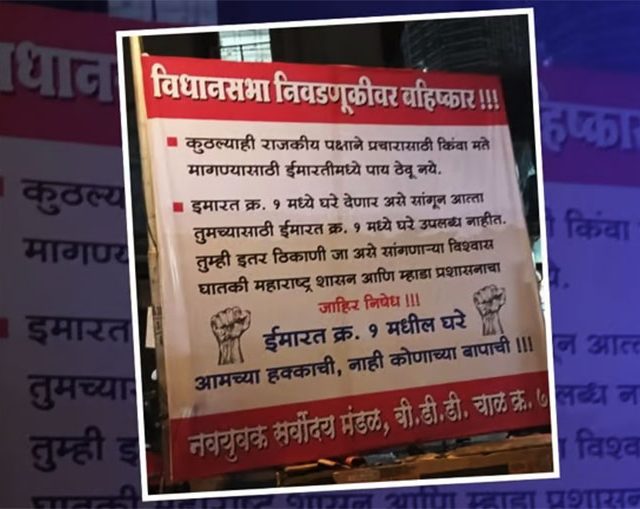 विधानसभा निवडणूकीवर बहिष्कार !!!
कुठल्याही राजकीय पक्षाने प्रचारासाठी किंवा मते
मागण्यासाठी ईमारतीमध्ये पाय ठेवू नये.
इमारत क्र. १ मध्ये घरे देणार असे सांगून आत्ता
तुमच्यासाठी ईमारत क्र. १ मध्ये घरे उपलब्ध नाहीत.
तुम्ही इतर ठिकाणी जा असे सांगणाऱ्या विश्वास
घातकी महाराष्ट्र शासन आणि म्हाडा प्रशासनाचा
जाहिर निषेध !!!
ईमारत क्र. १ मधील घरे
आमच्या हक्काची, नाही कोणाच्या बापाची !!!
नवयुवक सर्वोदय मंडळ, बी.डी.डी. चाळ क्र. ७